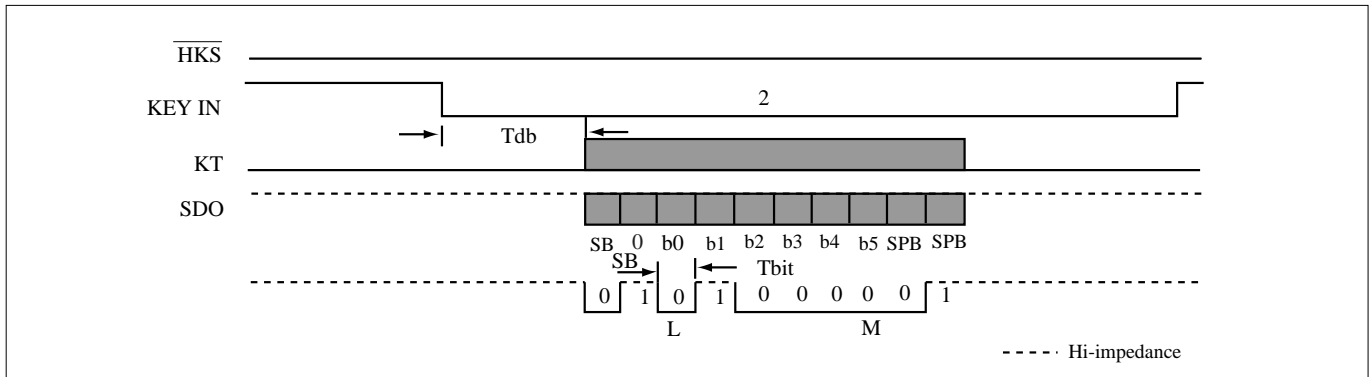 HKS
KEY IN
2
Tdb
KT
SDO
SB 0 b0 b1 b2 b3 b4 b5 SPB SPB
SB Tbit
0 1 0 1 0 0 0 0 0 1
L M
Hi-impedance